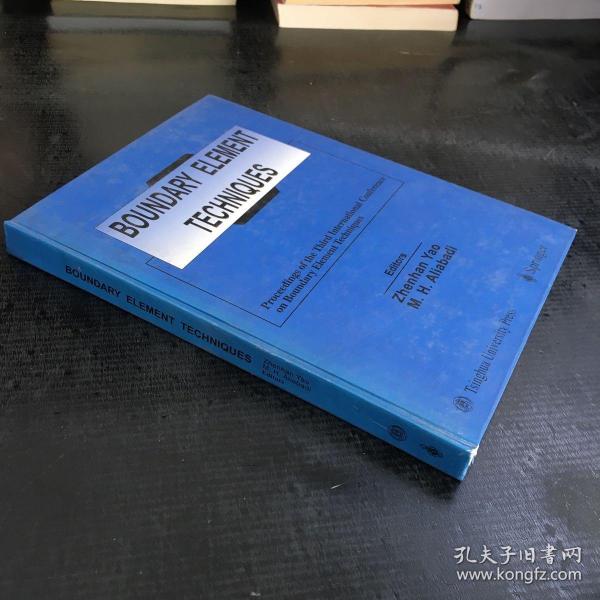 BOUNDARY ELEMENT
TECHNIQUES
Proceedings of the Third International Conference
on Boundary Element Techniques
Editors
Zhenhan Yao
M. H. Aliabadi
Tsinghua University Press
Springer
BOUNDARY ELEMENT TECHNIQUES
Zhenhan Yao
M. H. Aliabadi
Editors
孔夫子旧书网
www.kongfz.com